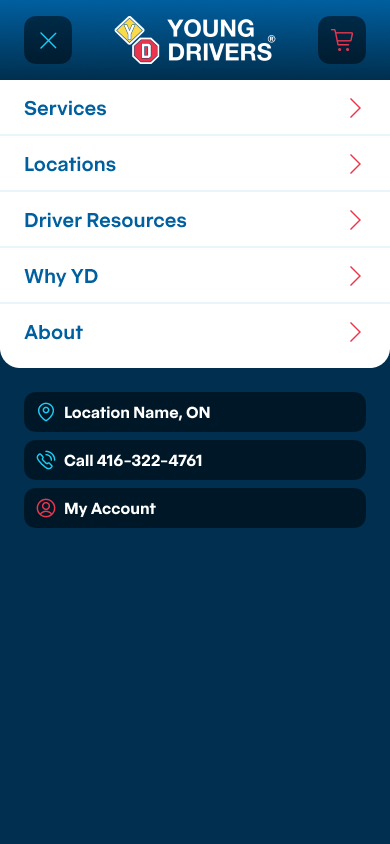 Y
D
YOUNG
DRIVERS®
Services
Locations
Driver Resources
Why YD
About
Location Name, ON
Call 416-322-4761
My Account